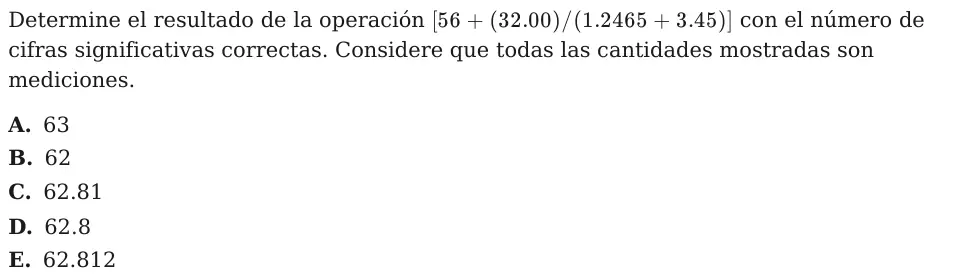 Determine el resultado de la operación [56 + (32.00)/(1.2465 + 3.45)] con el número de
cifras significativas correctas. Considere que todas las cantidades mostradas son
mediciones.
A. 63
B. 62
C. 62.81
D. 62.8
E. 62.812